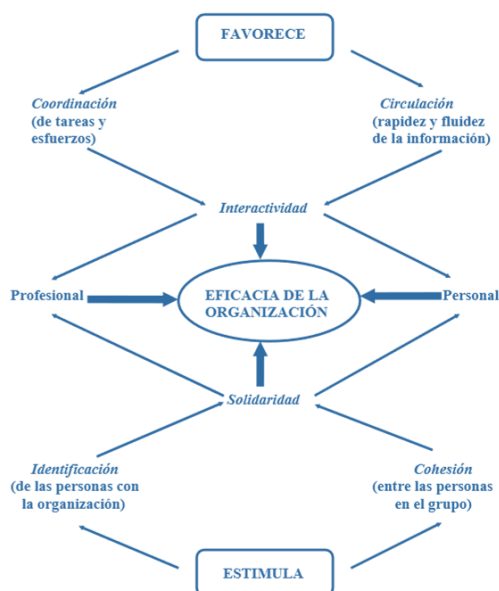 FAVORECE
Coordinación
(de tareas y
esfuerzos)
Circulación
(rapidez y fluidez
de la información)
Interactividad
Profesional
EFICACIA DE LA
ORGANIZACIÓN
Personal
Solidaridad
Identificación
(de las personas con
la organización)
Cohesión
(entre las personas
en el grupo)
ESTIMULA